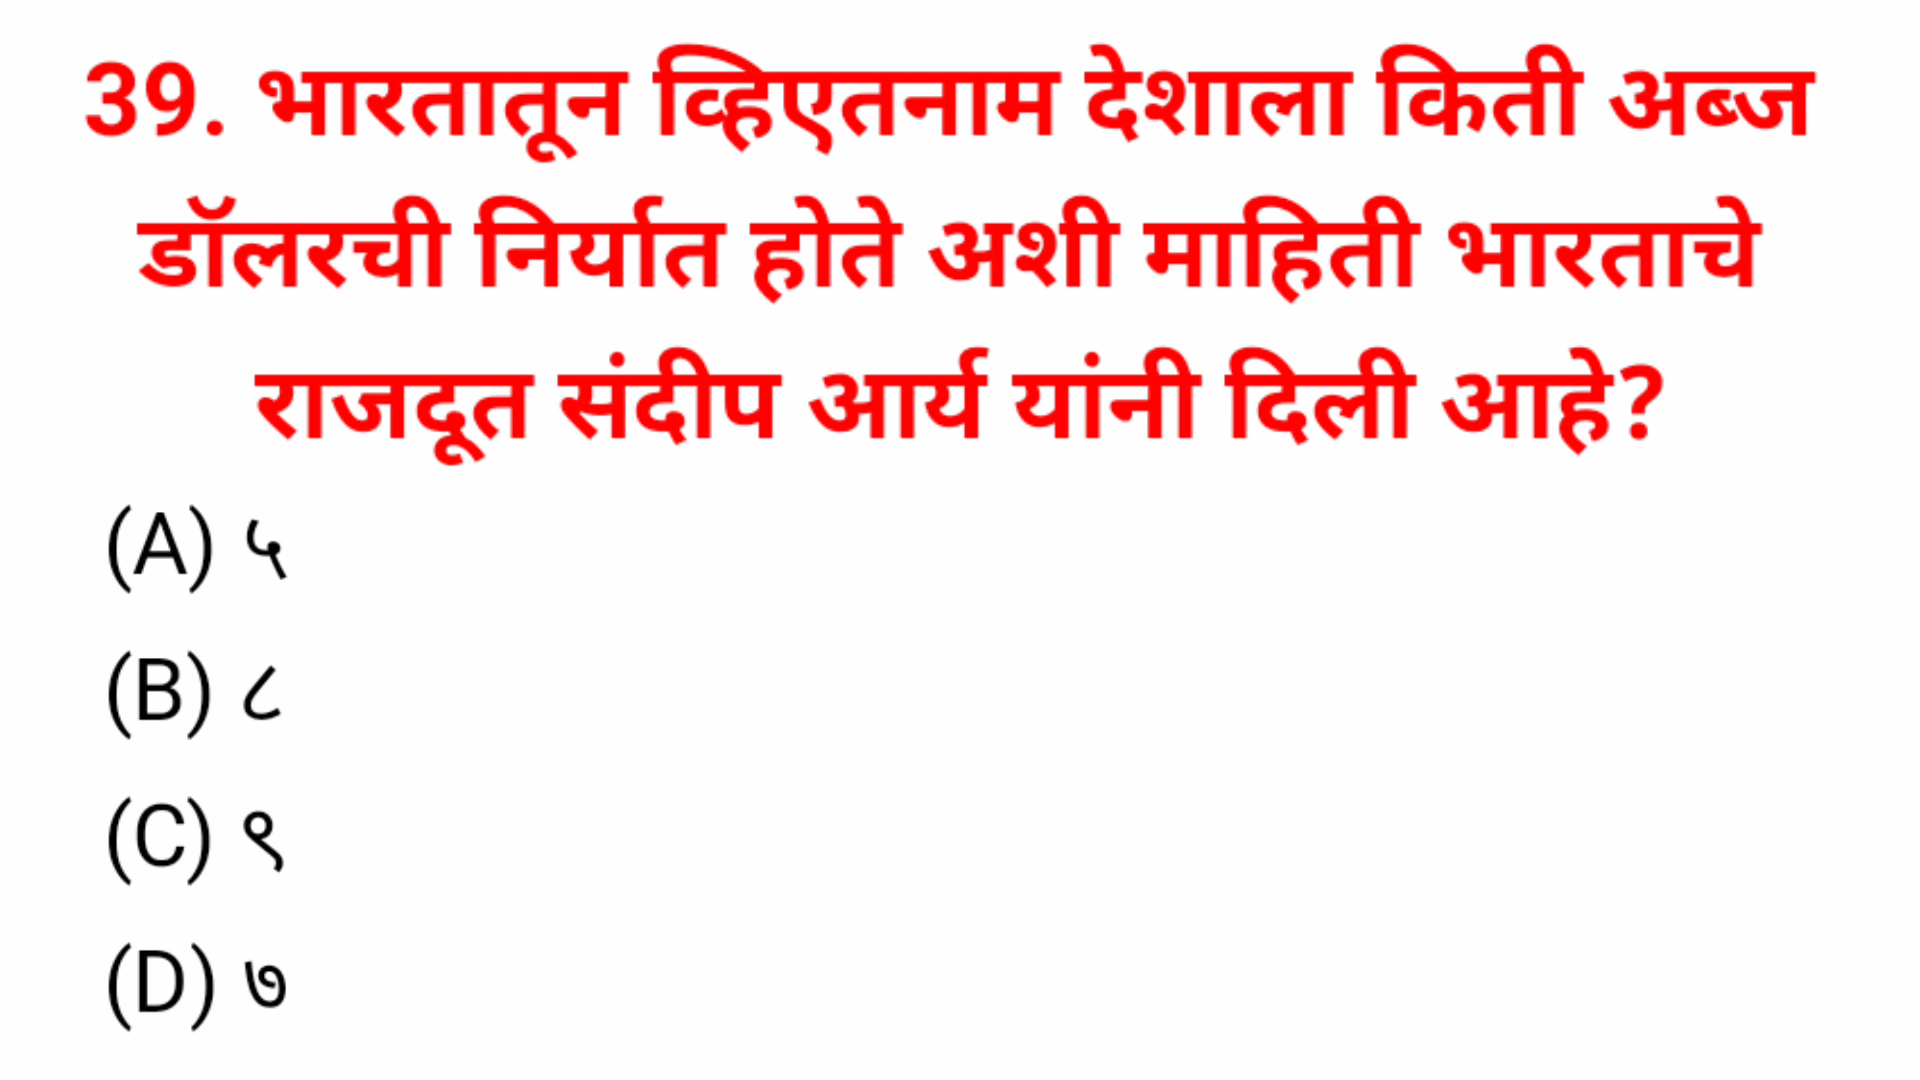 39. भारतातून व्हिएतनाम देशाला किती अब्ज
डॉलरची निर्यात होते अशी माहिती भारताचे
राजदूत संदीप आर्य यांनी दिली आहे?
(A) ५
(B) ८
(C) ९
(D) ७